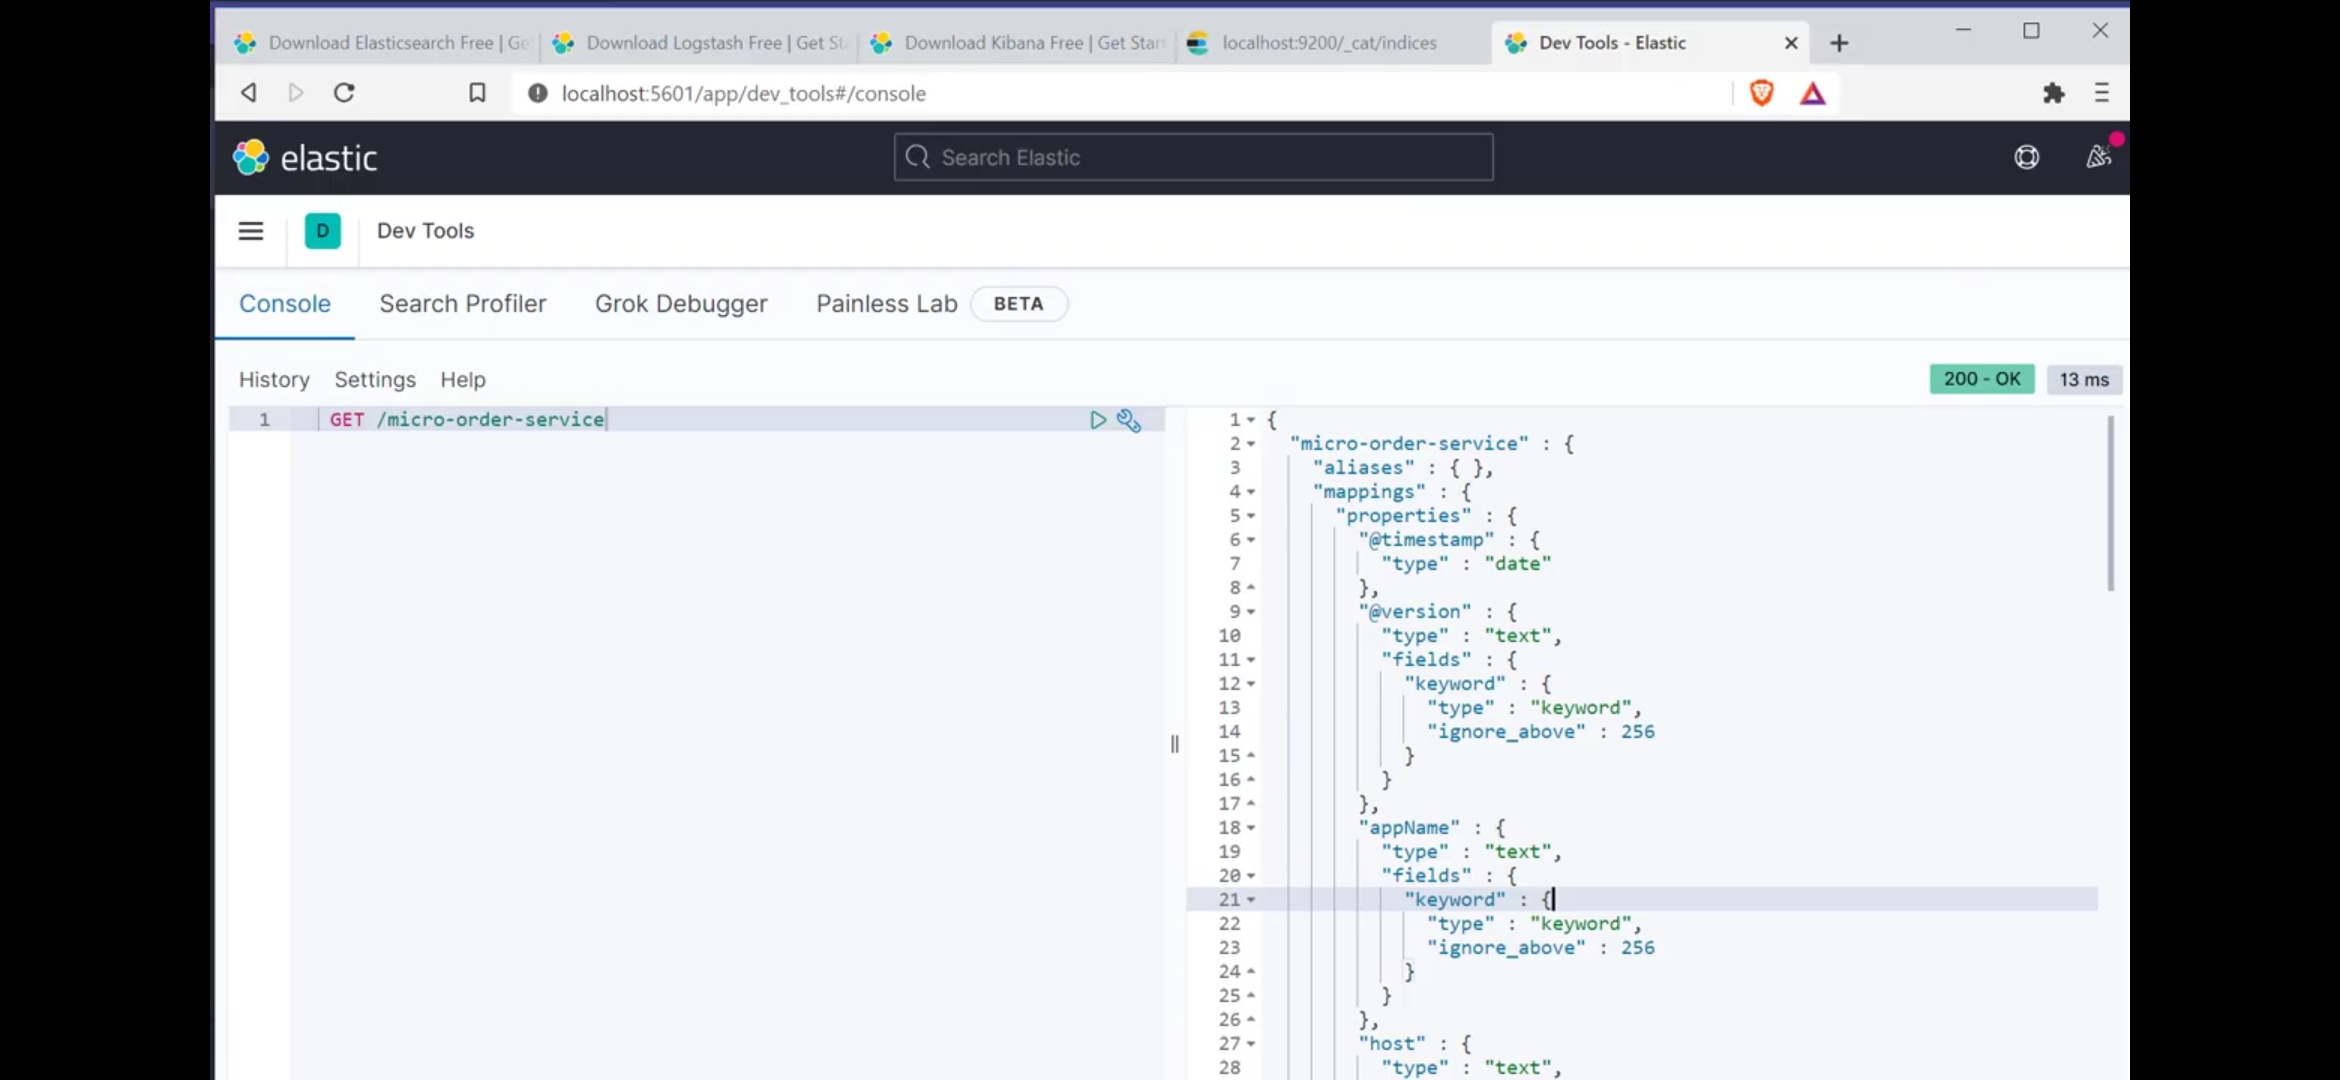 Download Elasticsearch Free | Ge
Download Logstash Free | Get Sta
Download Kibana Free | Get Start
localhost:9200/_cat/indices
Dev Tools - Elastic
localhost:5601/app/dev_tools#/console
elastic
Search Elastic
D
Dev Tools
Console
Search Profiler
Grok Debugger
Painless Lab
BETA
History
Settings
Help
200 - OK
13 ms
1 GET /micro-order-service
1 {
2 "micro-order-service" : {
3 "aliases" : { },
4 "mappings" : {
5 "properties" : {
6 "@timestamp" : {
7 "type" : "date"
8 },
9 "@version" : {
10 "type" : "text",
11 "fields" : {
12 "keyword" : {
13 "type" : "keyword",
14 "ignore_above" : 256
15 }
16 }
17 },
18 "appName" : {
19 "type" : "text",
20 "fields" : {
21 "keyword" : {
22 "type" : "keyword",
23 "ignore_above" : 256
24 }
25 }
26 },
27 "host" : {
28 "type" : "text",